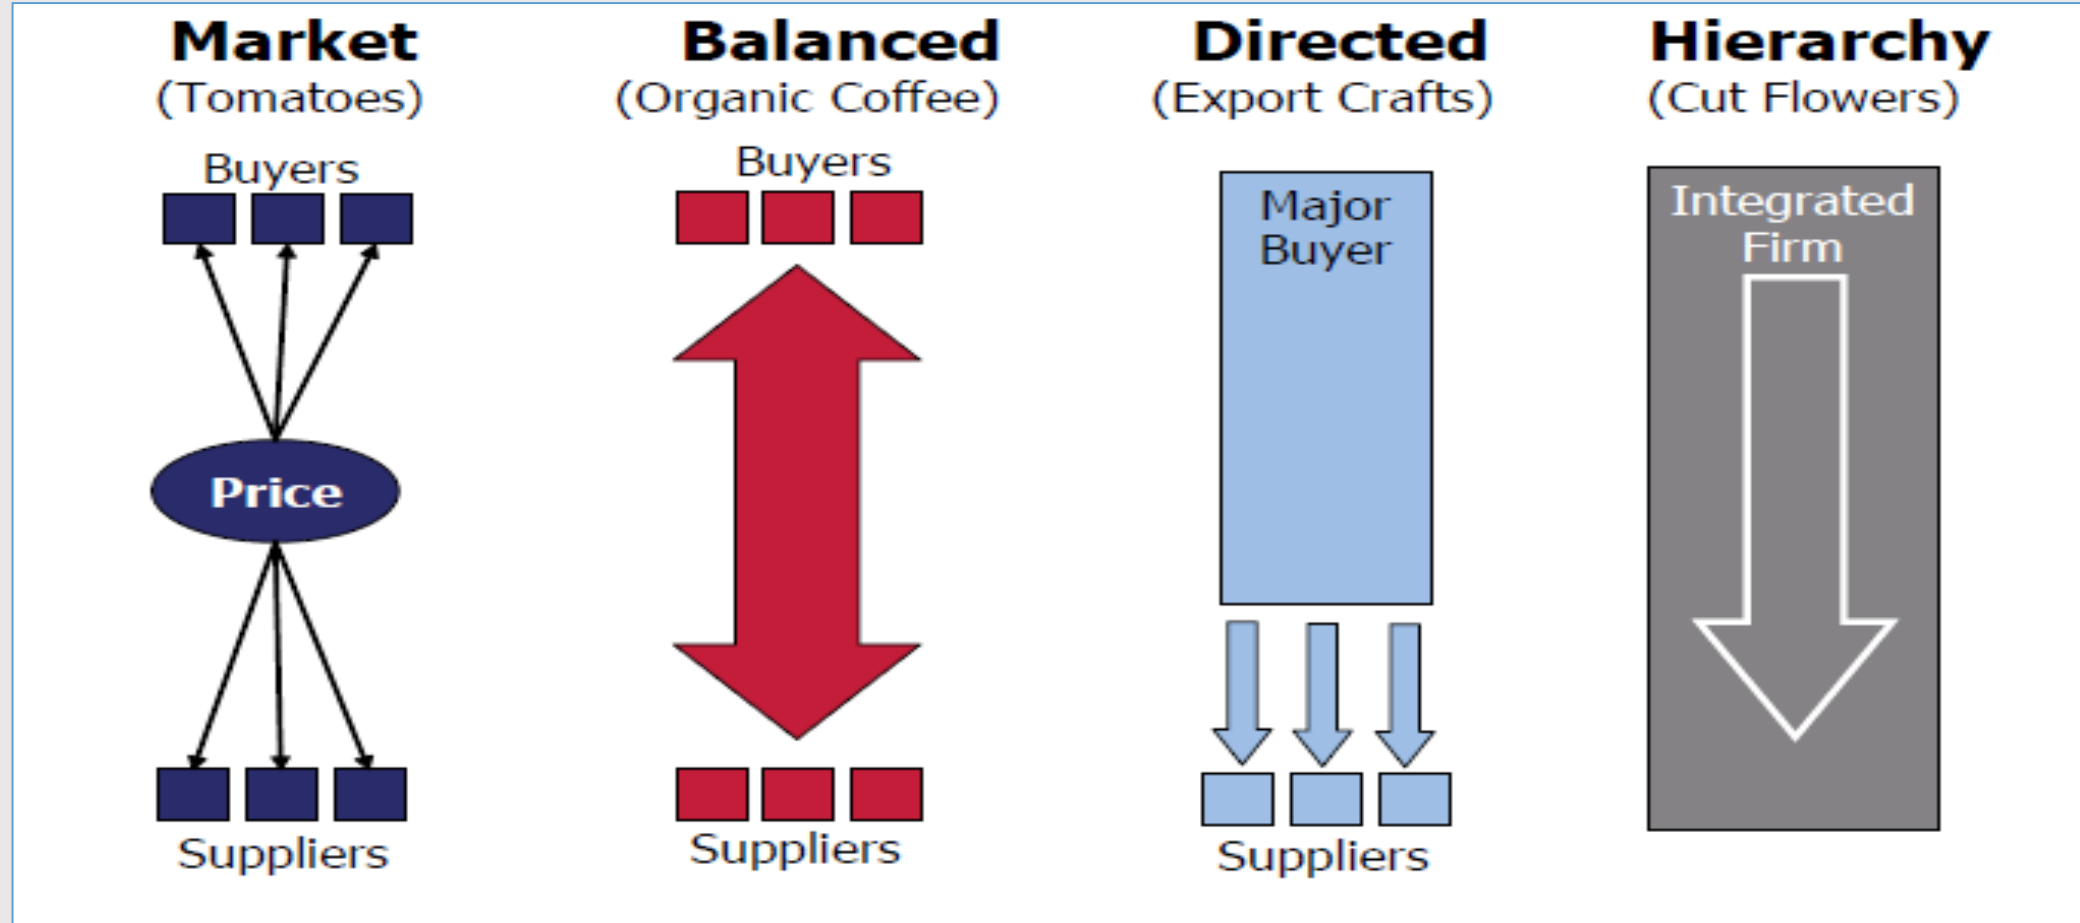 Market
(Tomatoes)
Buyers
Price
Suppliers
Balanced
(Organic Coffee)
Buyers
Suppliers
Directed
(Export Crafts)
Major
Buyer
Suppliers
Hierarchy
(Cut Flowers)
Integrated
Firm